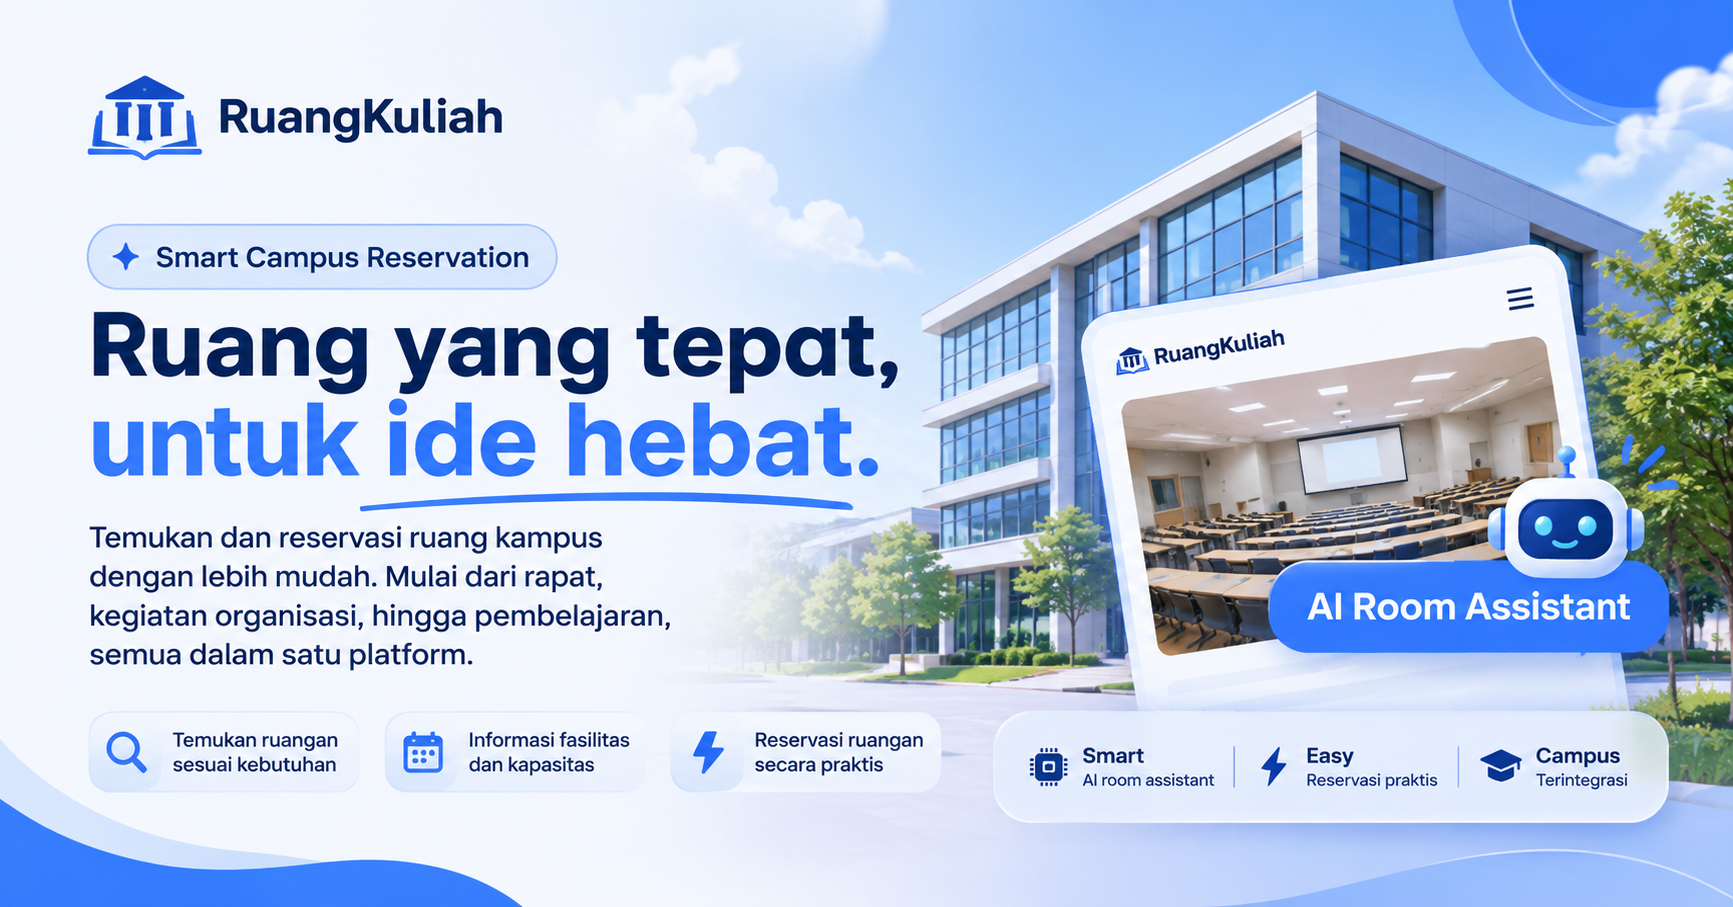 RuangKuliah
Smart Campus Reservation
Ruang yang tepat,
untuk ide hebat.
Temukan dan reservasi ruang kampus
dengan lebih mudah. Mulai dari rapat,
kegiatan organisasi, hingga pembelajaran,
semua dalam satu platform.
Temukan ruangan
sesuai kebutuhan
Informasi fasilitas
dan kapasitas
Reservasi ruangan
secara praktis
RuangKuliah
AI Room Assistant
Smart
AI room assistant
Easy
Reservasi praktis
Campus
Terintegrasi